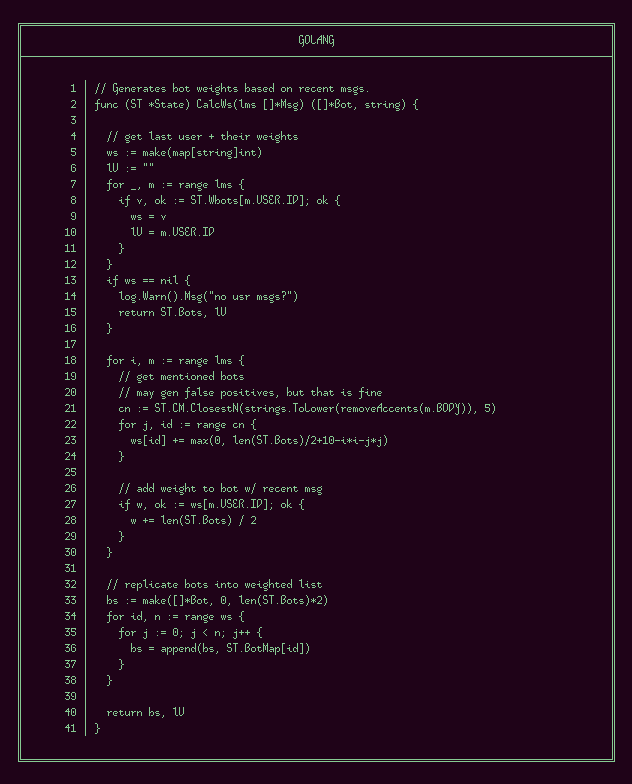 GOLANG
1 // Generates bot weights based on recent msgs.
2 func (ST *State) CalcWs(lms []*Msg) ([]*Bot, string) {
3
4   // get last user + their weights
5   ws := make(map[string]int)
6   lU := ""
7   for _, m := range lms {
8     if v, ok := ST.Wbots[m.USER.ID]; ok {
9       ws = v
10       lU = m.USER.ID
11     }
12   }
13   if ws == nil {
14     log.Warn().Msg("no usr msgs?")
15     return ST.Bots, lU
16   }
17
18   for i, m := range lms {
19     // get mentioned bots
20     // may gen false positives, but that is fine
21     cn := ST.CM.ClosestN(strings.ToLower(removeAccents(m.BODY)), 5)
22     for j, id := range cn {
23       ws[id] += max(0, len(ST.Bots)/2+10-i*i-j*j)
24     }
25
26     // add weight to bot w/ recent msg
27     if w, ok := ws[m.USER.ID]; ok {
28       w += len(ST.Bots) / 2
29     }
30   }
31
32   // replicate bots into weighted list
33   bs := make([]*Bot, 0, len(ST.Bots)*2)
34   for id, n := range ws {
35     for j := 0; j < n; j++ {
36       bs = append(bs, ST.BotMap[id])
37     }
38   }
39
40   return bs, lU
41 }